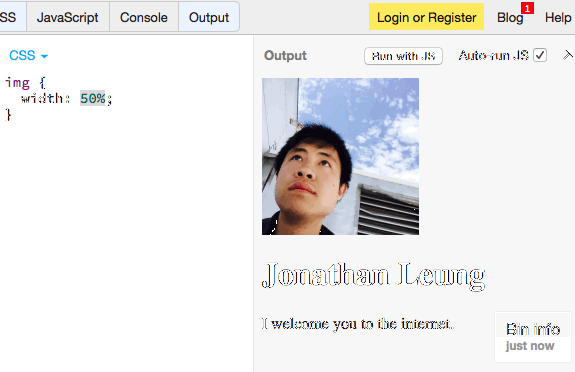 SS JavaScript Console Output Login or Register Blog 1 Help
CSS
Output Run with JS Auto-run JS
img {
width: 50%;
}
Jonathan Leung
I welcome you to the internet.
Bin info
just now